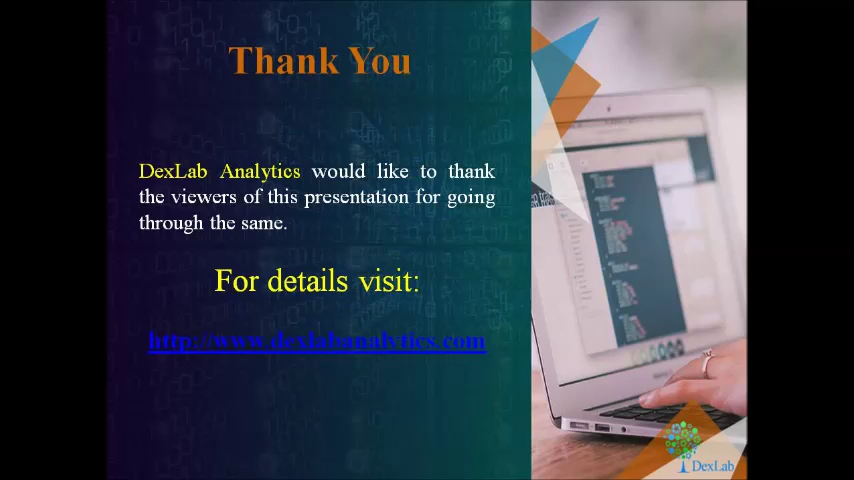 Thank You
DexLab Analytics would like to thank
the viewers of this presentation for going
through the same.
For details visit:
http://www.dexlabanalytics.com
DexLab